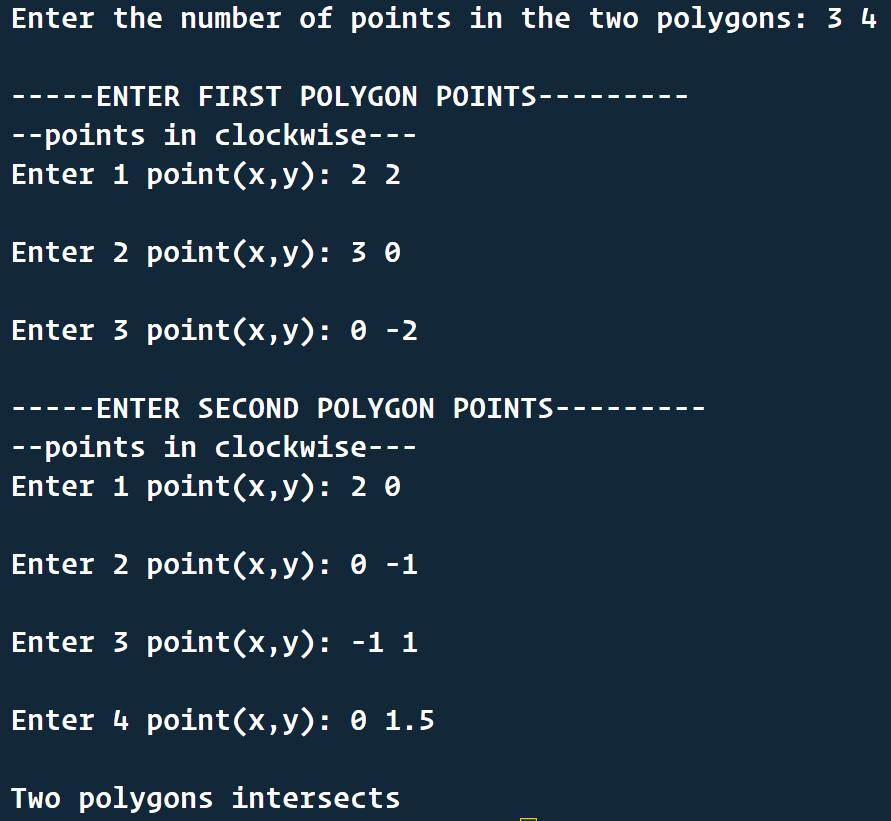 Enter the number of points in the two polygons: 3 4
-----ENTER FIRST POLYGON POINTS---------
--points in clockwise---
Enter 1 point(x,y): 2 2
Enter 2 point(x,y): 3 0
Enter 3 point(x,y): 0 -2
-----ENTER SECOND POLYGON POINTS---------
--points in clockwise---
Enter 1 point(x,y): 2 0
Enter 2 point(x,y): 0 -1
Enter 3 point(x,y): -1 1
Enter 4 point(x,y): 0 1.5
Two polygons intersects